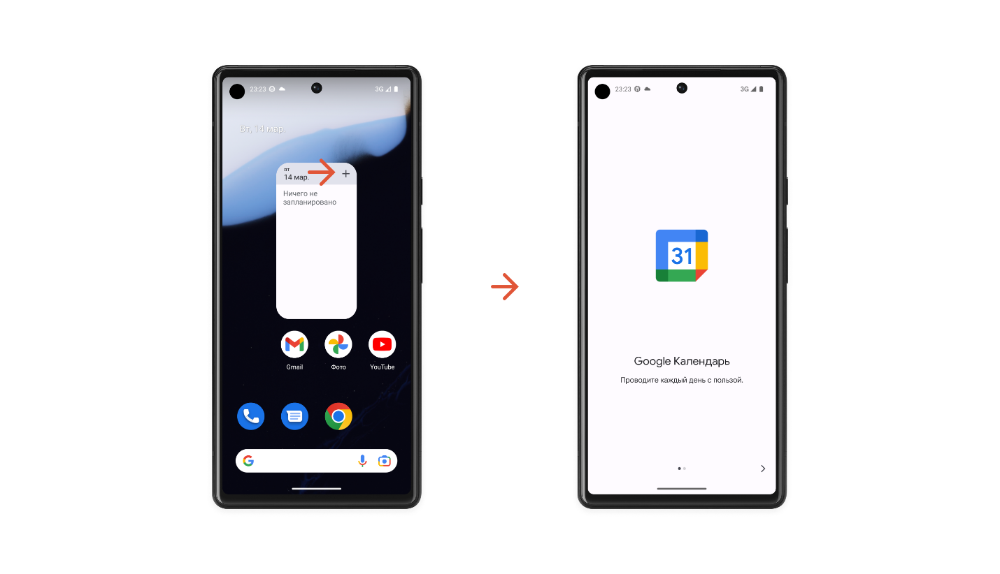 23:23
3G
Вт, 14 мар.
вт
14 мар.
Ничего не
запланировано
Gmail
Фото
YouTube
23:23
3G
31
Google Календарь
Проводите каждый день с пользой.